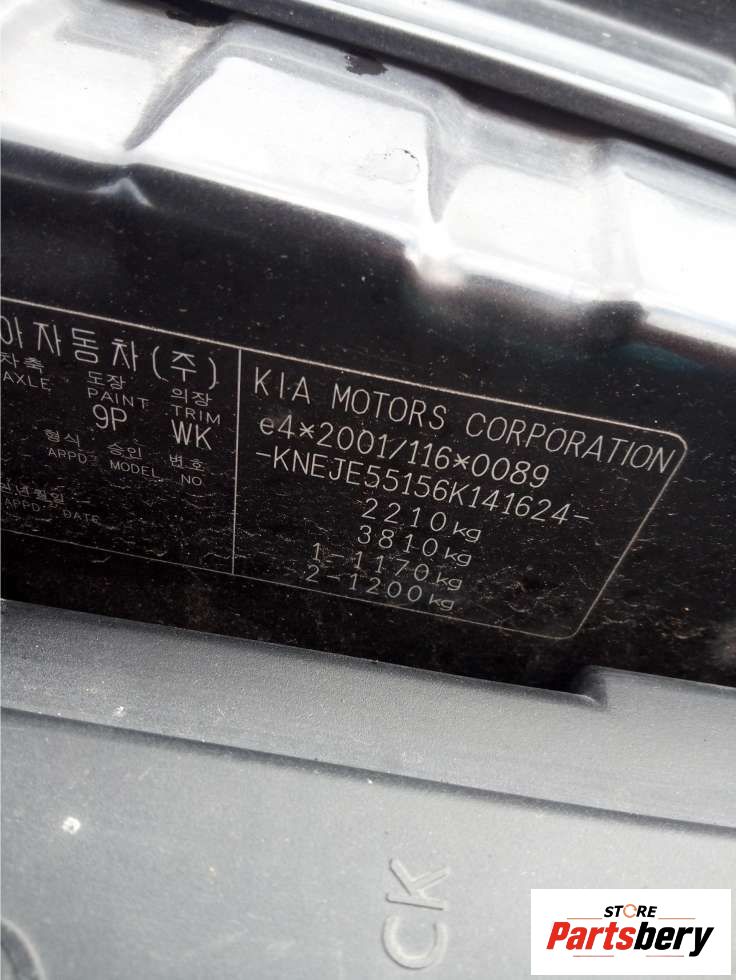 아자동차(주)
차축 도장 의장
AXLE PAINT TRIM
9P WK
형식 승인 번호
APPD MODEL NO
APPD DATE
KIA MOTORS CORPORATION
e4*2001/116*0089
-KNEJE55156K141624-
2210kg
3810kg
1-1170kg
2-1200kg
CK
STORE
Partsbery